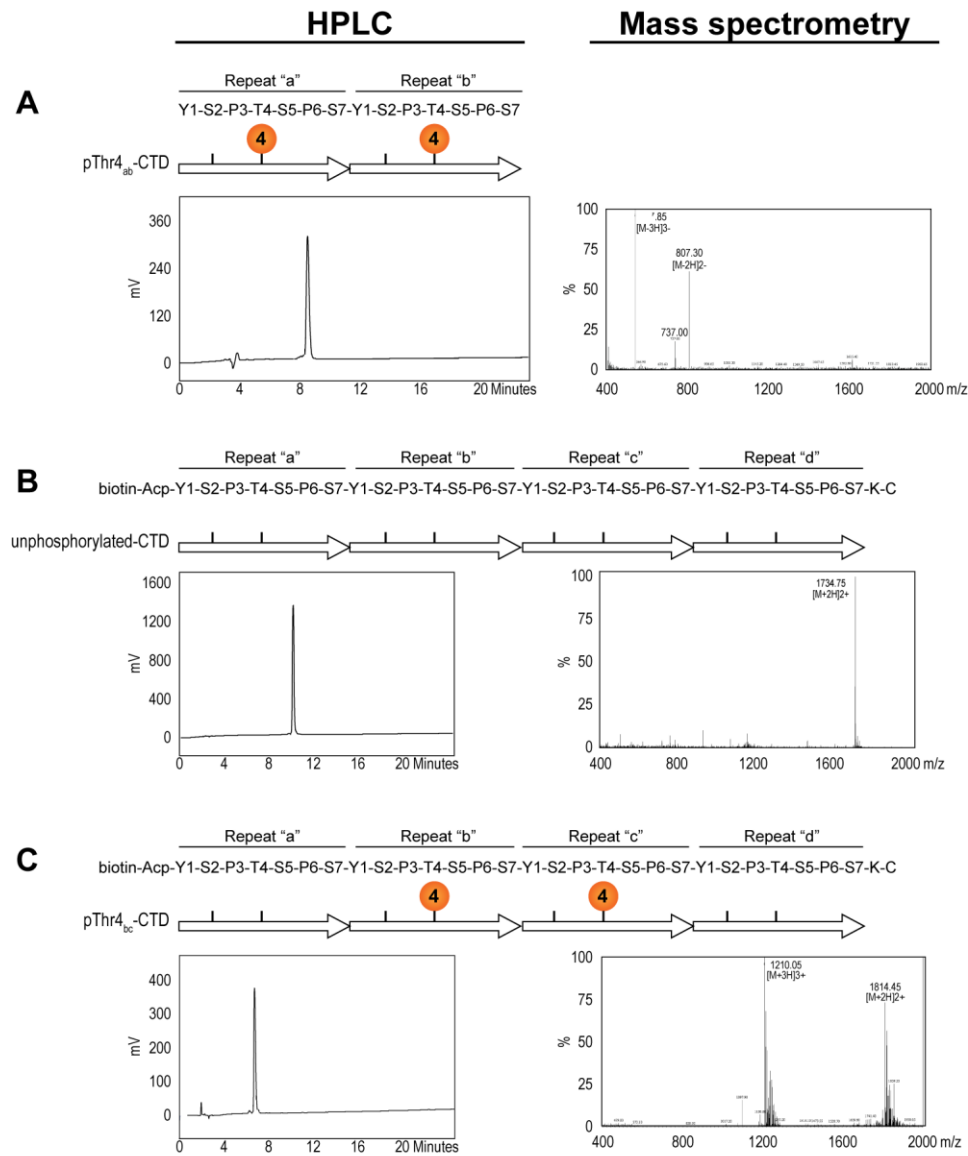 HPLC
Mass spectrometry
A
Repeat “a” Repeat “b”
Y1-S2-P3-T4-S5-P6-S7-Y1-S2-P3-T4-S5-P6-S7
4 4
pThr4ab-CTD
360
240
120
0
mV
0 4 8 12 16 20 Minutes
100
75
50
25
0
%
.85
[M-3H]3-
807.30
[M-2H]2-
737.00
400 800 1200 1600 2000 m/z
B
Repeat “a” Repeat “b” Repeat “c” Repeat “d”
biotin-Acp-Y1-S2-P3-T4-S5-P6-S7-Y1-S2-P3-T4-S5-P6-S7-Y1-S2-P3-T4-S5-P6-S7-Y1-S2-P3-T4-S5-P6-S7-K-C
unphosphorylated-CTD
1600
1200
800
400
0
mV
0 4 8 12 16 20 Minutes
100
75
50
25
0
%
1734.75
[M+2H]2+
400 800 1200 1600 2000 m/z
C
Repeat “a” Repeat “b” Repeat “c” Repeat “d”
biotin-Acp-Y1-S2-P3-T4-S5-P6-S7-Y1-S2-P3-T4-S5-P6-S7-Y1-S2-P3-T4-S5-P6-S7-Y1-S2-P3-T4-S5-P6-S7-K-C
4 4
pThr4bc-CTD
400
300
200
100
0
mV
0 4 8 12 16 20 Minutes
100
75
50
25
0
%
1210.05
[M+3H]3+
1814.45
[M+2H]2+
400 800 1200 1600 2000 m/z